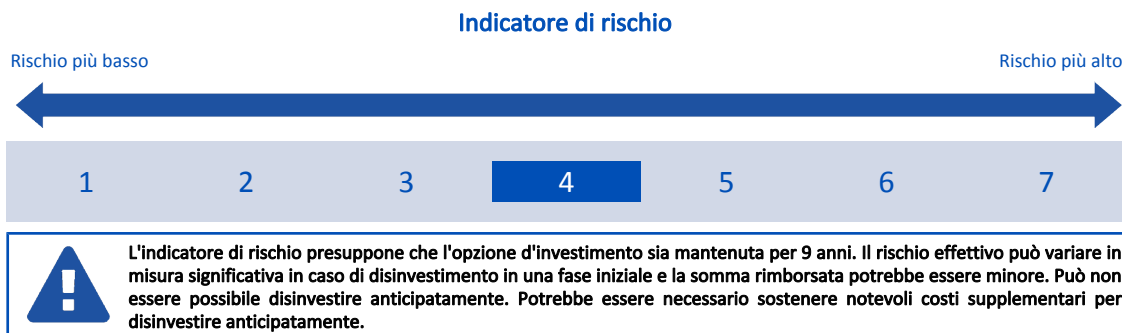 Indicatore di rischio
Rischio più basso
Rischio più alto
1 2 3 4 5 6 7
L'indicatore di rischio presuppone che l'opzione d'investimento sia mantenuta per 9 anni. Il rischio effettivo può variare in
misura significativa in caso di disinvestimento in una fase iniziale e la somma rimborsata potrebbe essere minore. Può non
essere possibile disinvestire anticipatamente. Potrebbe essere necessario sostenere notevoli costi supplementari per
disinvestire anticipatamente.